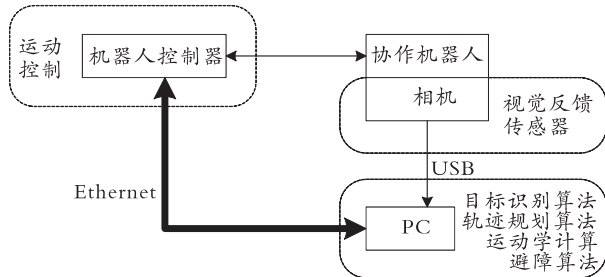 运动
控制
机器人控制器
协作机器人
相机
视觉反馈
传感器
USB
Ethernet
PC
目标识别算法
轨迹规划算法
运动学计算
避障算法